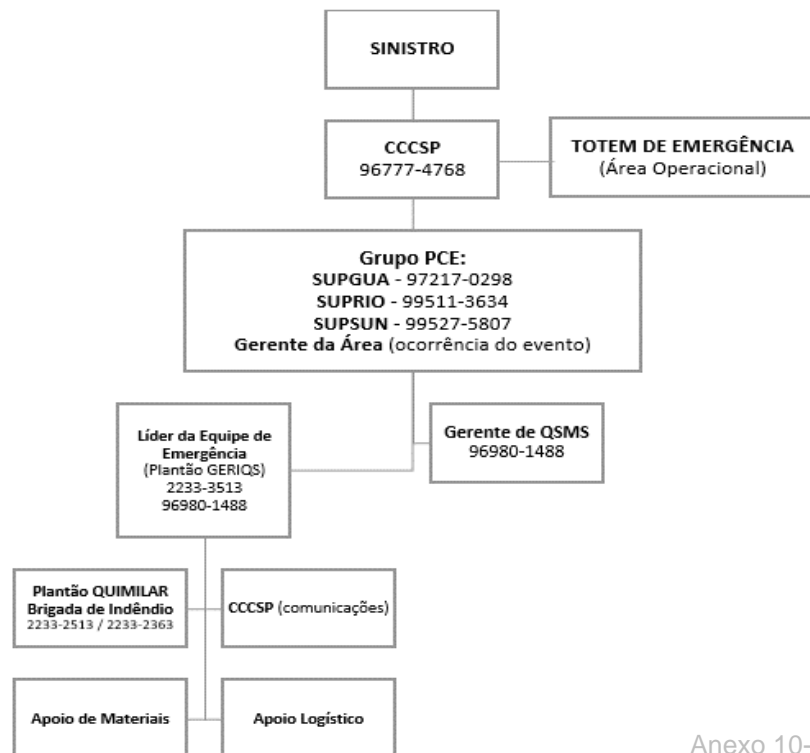 SINISTRO
CCCSP
96777-4768
TOTEM DE EMERGÊNCIA
(Área Operacional)
Grupo PCE:
SUPGUA - 97217-0298
SUPRIO - 99511-3634
SUPSUN - 99527-5807
Gerente da Área (ocorrência do evento)
Líder da Equipe de
Emergência
(Plantão GERIQS)
2233-3513
96980-1488
Gerente de QSMS
96980-1488
Plantão QUIMILAR
Brigada de Indêndio
2233-2513 / 2233-2363
CCCSP (comunicações)
Apoio de Materiais
Apoio Logístico
Anexo 10-